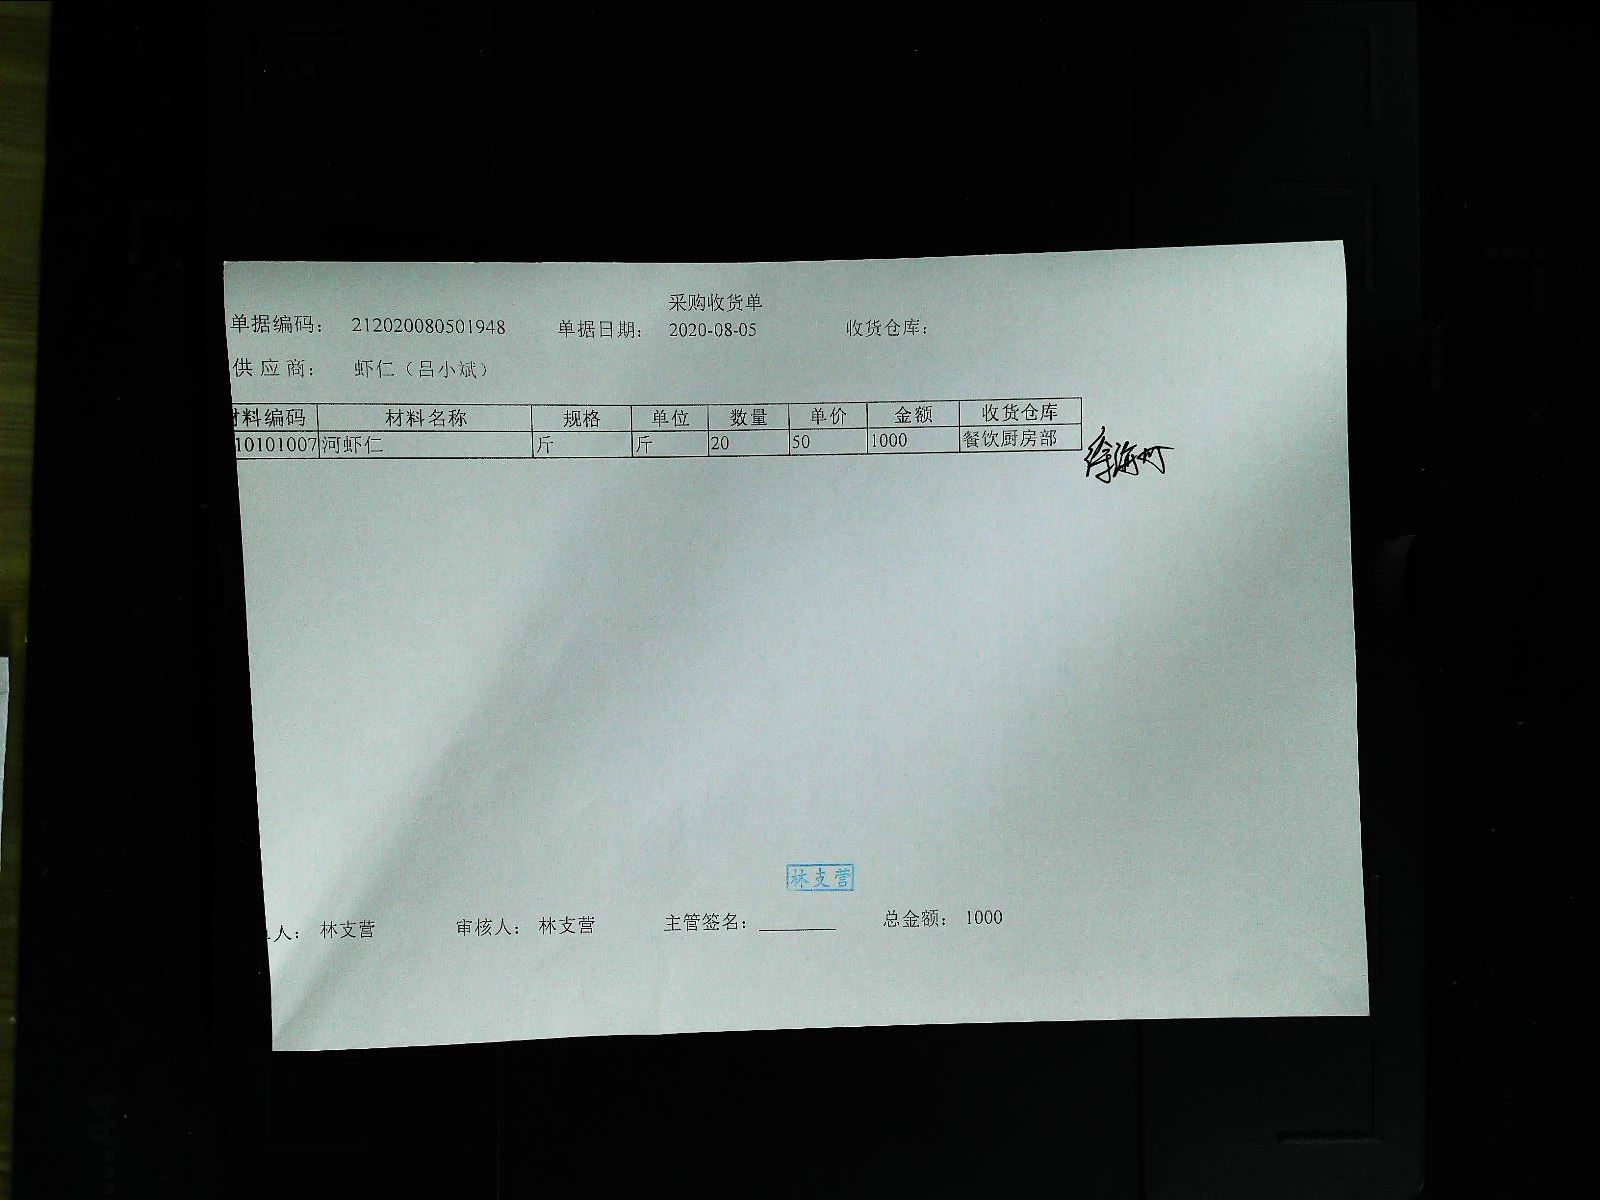 采购收货单
单据编码： 212020080501948 单据日期： 2020-08-05 收货仓库：
供应商： 虾仁（吕小斌）
材料编码 材料名称 规格 单位 数量 单价 金额 收货仓库
10101007 河虾仁 斤 斤 20 50 1000 餐饮厨房部
林支营
人： 林支营 审核人： 林支营 主管签名： 总金额： 1000